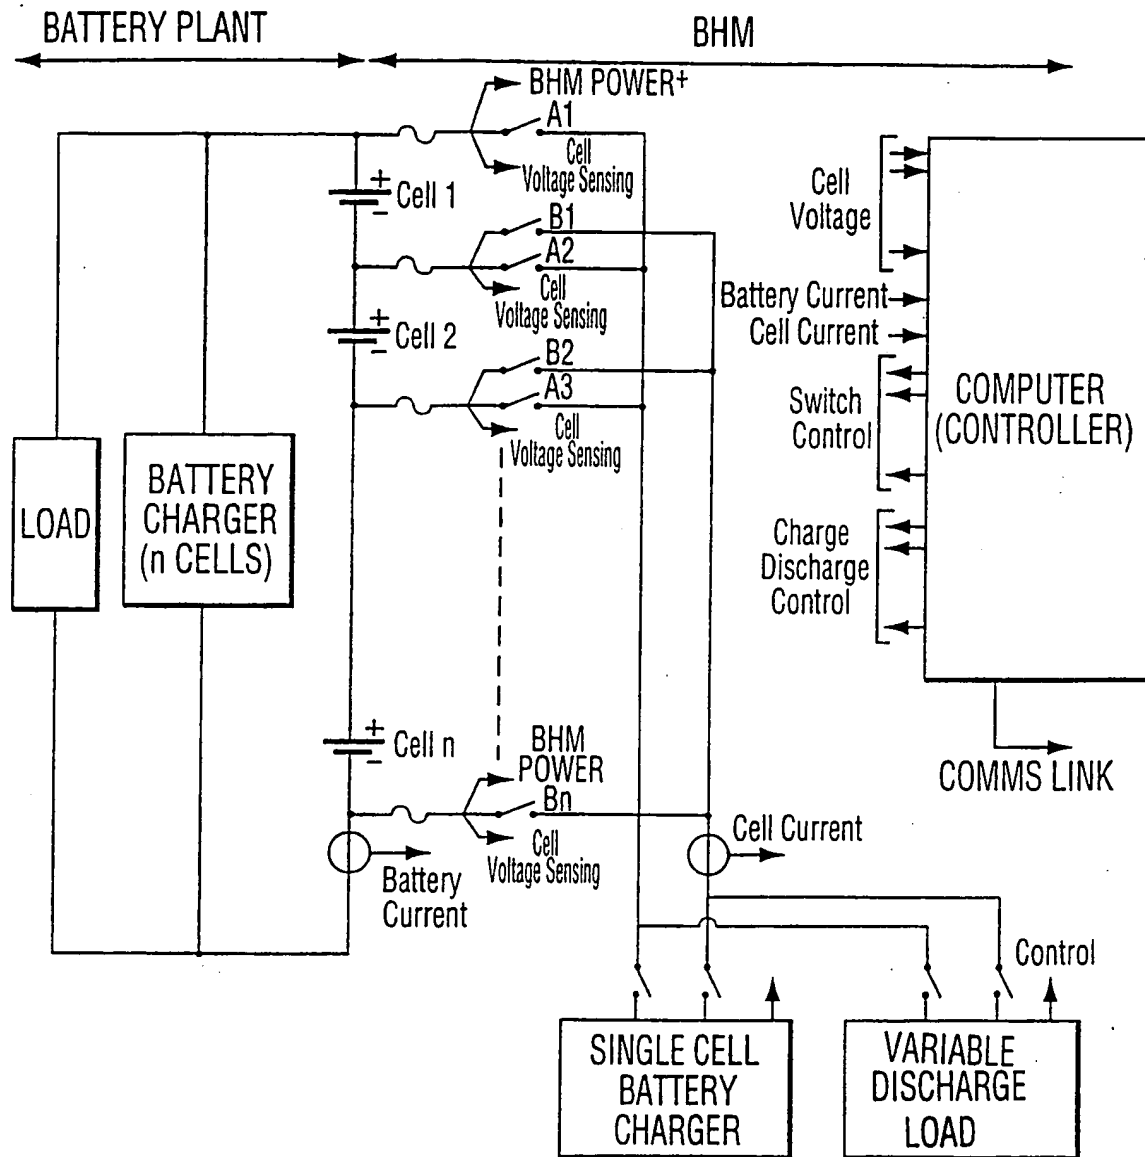 BATTERY PLANT
BHM
BHM POWER+
A1
Cell
Voltage Sensing
+
Cell 1
-
B1
A2
Cell
Voltage Sensing
+
Cell 2
-
B2
A3
Cell
Voltage Sensing
LOAD
BATTERY
CHARGER
(n CELLS)
+
Cell n
-
BHM
POWER
Bn
Cell
Voltage Sensing
Battery
Current
Cell Current
Cell
Voltage
Battery Current
Cell Current
Switch
Control
Charge
Discharge
Control
COMPUTER
(CONTROLLER)
COMMS LINK
Control
SINGLE CELL
BATTERY
CHARGER
VARIABLE
DISCHARGE
LOAD